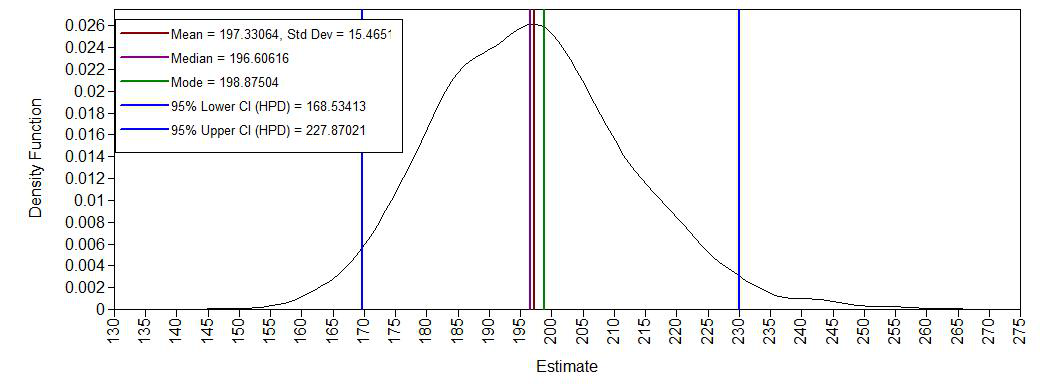 0.026
0.024
0.022
0.02
0.018
0.016
0.014
0.012
0.01
0.008
0.006
0.004
0.002
0
Density Function
Mean = 197.33064, Std Dev = 15.4651
Median = 196.60616
Mode = 198.87504
95% Lower CI (HPD) = 168.53413
95% Upper CI (HPD) = 227.87021
130 135 140 145 150 155 160 165 170 175 180 185 190 195 200 205 210 215 220 225 230 235 240 245 250 255 260 265 270 275
Estimate